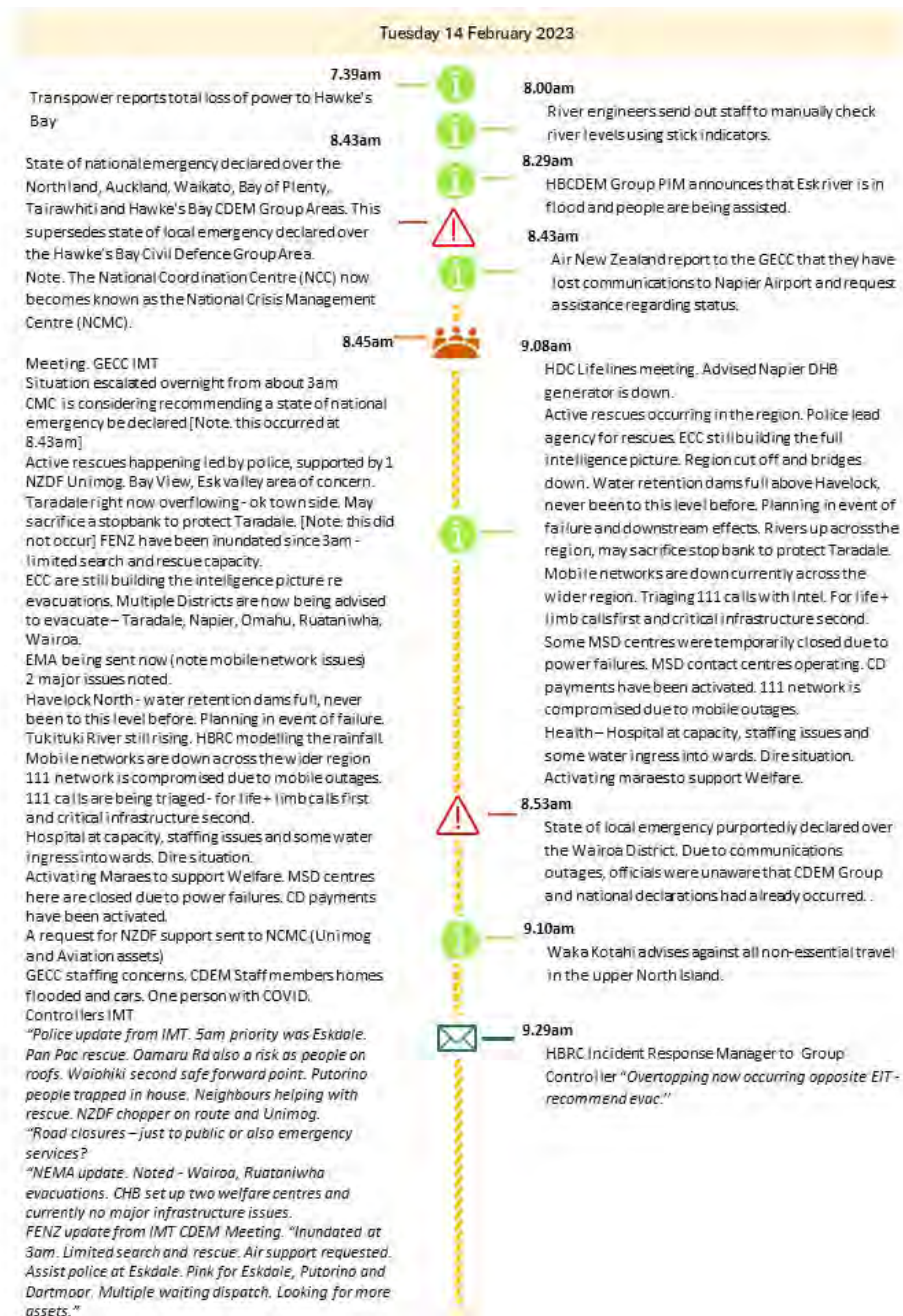 Tuesday 14 February 2023
7.39am
Transpower reports total loss of power to Hawke's
Bay
8.43am
State of national emergency declared over the
Northland, Auckland, Waikato, Bay of Plenty,
Tairawhiti and Hawke's Bay CDEM Group Areas. This
supersedes state of local emergency declared over
the Hawke's Bay Civil Defence Group Area.
Note. The National Coordination Centre (NCC) now
becomes known as the National Crisis Management
Centre (NCMC).
8.45am
Meeting. GECC IMT
Situation escalated overnight from about 3am
CMC is considering recommending a state of national
emergency be declared [Note. this occurred at
8.43am]
Active rescues happening led by police, supported by 1
NZDF Unimog. Bay View, Esk valley area of concern.
Taradale right now overflowing - ok town side. May
sacrifice a stopbank to protect Taradale. [Note: this did
not occur] FENZ have been inundated since 3am -
limited search and rescue capacity.
ECC are still building the intelligence picture re
evacuations. Multiple Districts are now being advised
to evacuate – Taradale, Napier, Omahu, Ruataniwha,
Wairoa.
EMA being sent now (note mobile network issues)
2 major issues noted.
Havelock North - water retention dams full, never
been to this level before. Planning in event of failure.
Tukituki River still rising. HBRC modelling the rainfall.
Mobile networks are down across the wider region
111 network is compromised due to mobile outages.
111 calls are being triaged - for life + limb calls first
and critical infrastructure second.
Hospital at capacity, staffing issues and some water
ingress into wards. Dire situation.
Activating Maraes to support Welfare. MSD centres
here are closed due to power failures. CD payments
have been activated.
A request for NZDF support sent to NCMC (Unimog
and Aviation assets)
GECC staffing concerns. CDEM Staff members homes
flooded and cars. One person with COVID.
Controllers IMT
"Police update from IMT. 5am priority was Eskdale.
Pan Pac rescue. Oamaru Rd also a risk as people on
roofs. Waiohiki second safe forward point. Putorino
people trapped in house. Neighbours helping with
rescue. NZDF chopper on route and Unimog.
"Road closures – just to public or also emergency
services?
"NEMA update. Noted - Wairoa, Ruataniwha
evacuations. CHB set up two welfare centres and
currently no major infrastructure issues.
FENZ update from IMT CDEM Meeting. "Inundated at
3am. Limited search and rescue. Air support requested.
Assist police at Eskdale. Pink for Eskdale, Putorino and
Dartmoor. Multiple waiting dispatch. Looking for more
assets."
8.00am
River engineers send out staff to manually check
river levels using stick indicators.
8.29am
HBCDEM Group PIM announces that Esk river is in
flood and people are being assisted.
8.43am
Air New Zealand report to the GECC that they have
lost communications to Napier Airport and request
assistance regarding status.
9.08am
HDC Lifelines meeting. Advised Napier DHB
generator is down.
Active rescues occurring in the region. Police lead
agency for rescues. ECC still building the full
intelligence picture. Region cut off and bridges
down. Water retention dams full above Havelock,
never been to this level before. Planning in event of
failure and downstream effects. Rivers up across the
region, may sacrifice stop bank to protect Taradale.
Mobile networks are down currently across the
wider region. Triaging 111 calls with Intel. For life +
limb calls first and critical infrastructure second.
Some MSD centres were temporarily closed due to
power failures. MSD contact centres operating. CD
payments have been activated. 111 network is
compromised due to mobile outages.
Health – Hospital at capacity, staffing issues and
some water ingress into wards. Dire situation.
Activating maraes to support Welfare.
8.53am
State of local emergency purportedly declared over
the Wairoa District. Due to communications
outages, officials were unaware that CDEM Group
and national declarations had already occurred. .
9.10am
Waka Kotahi advises against all non-essential travel
in the upper North Island.
9.29am
HBRC Incident Response Manager to Group
Controller "Overtopping now occurring opposite EIT -
recommend evac."